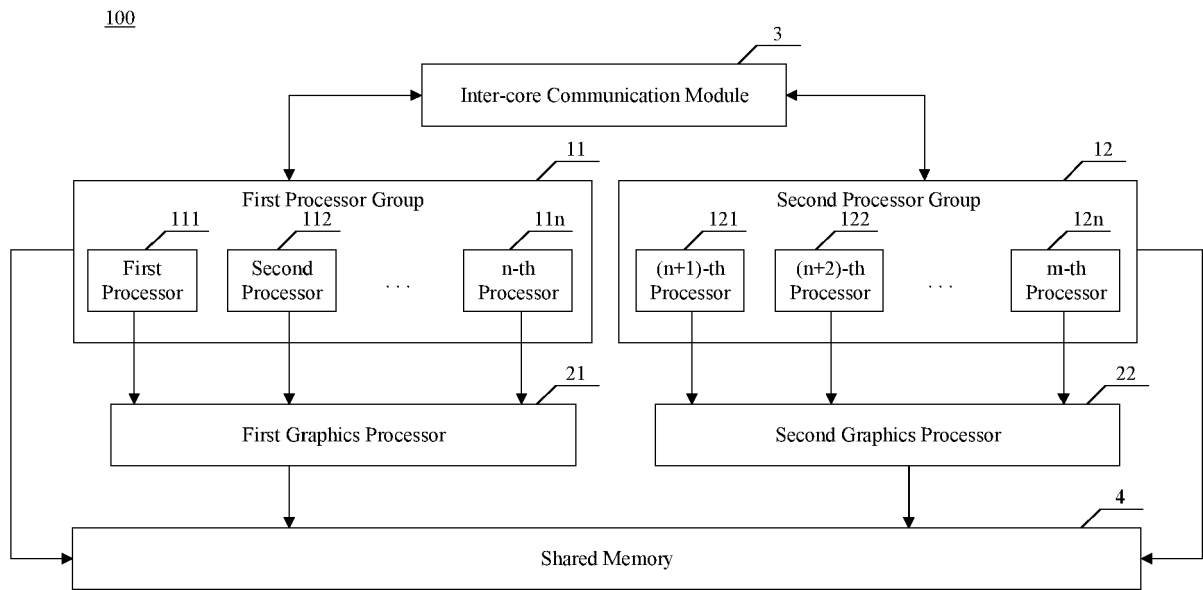 100
3
Inter-core Communication Module
11
First Processor Group
111
112
11n
First
Processor
Second
Processor
. . .
n-th
Processor
12
Second Processor Group
121
122
12n
(n+1)-th
Processor
(n+2)-th
Processor
. . .
m-th
Processor
21
First Graphics Processor
22
Second Graphics Processor
4
Shared Memory